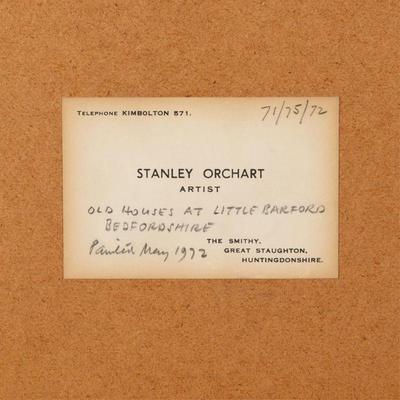 TELEPHONE KIMBOLTON 571.
71/75/72
STANLEY ORCHART
ARTIST
OLD HOUSES AT LITTLE BARFORD
BEDFORDSHIRE
Painted May 1972
THE SMITHY,
GREAT STAUGHTON,
HUNTINGDONSHIRE.